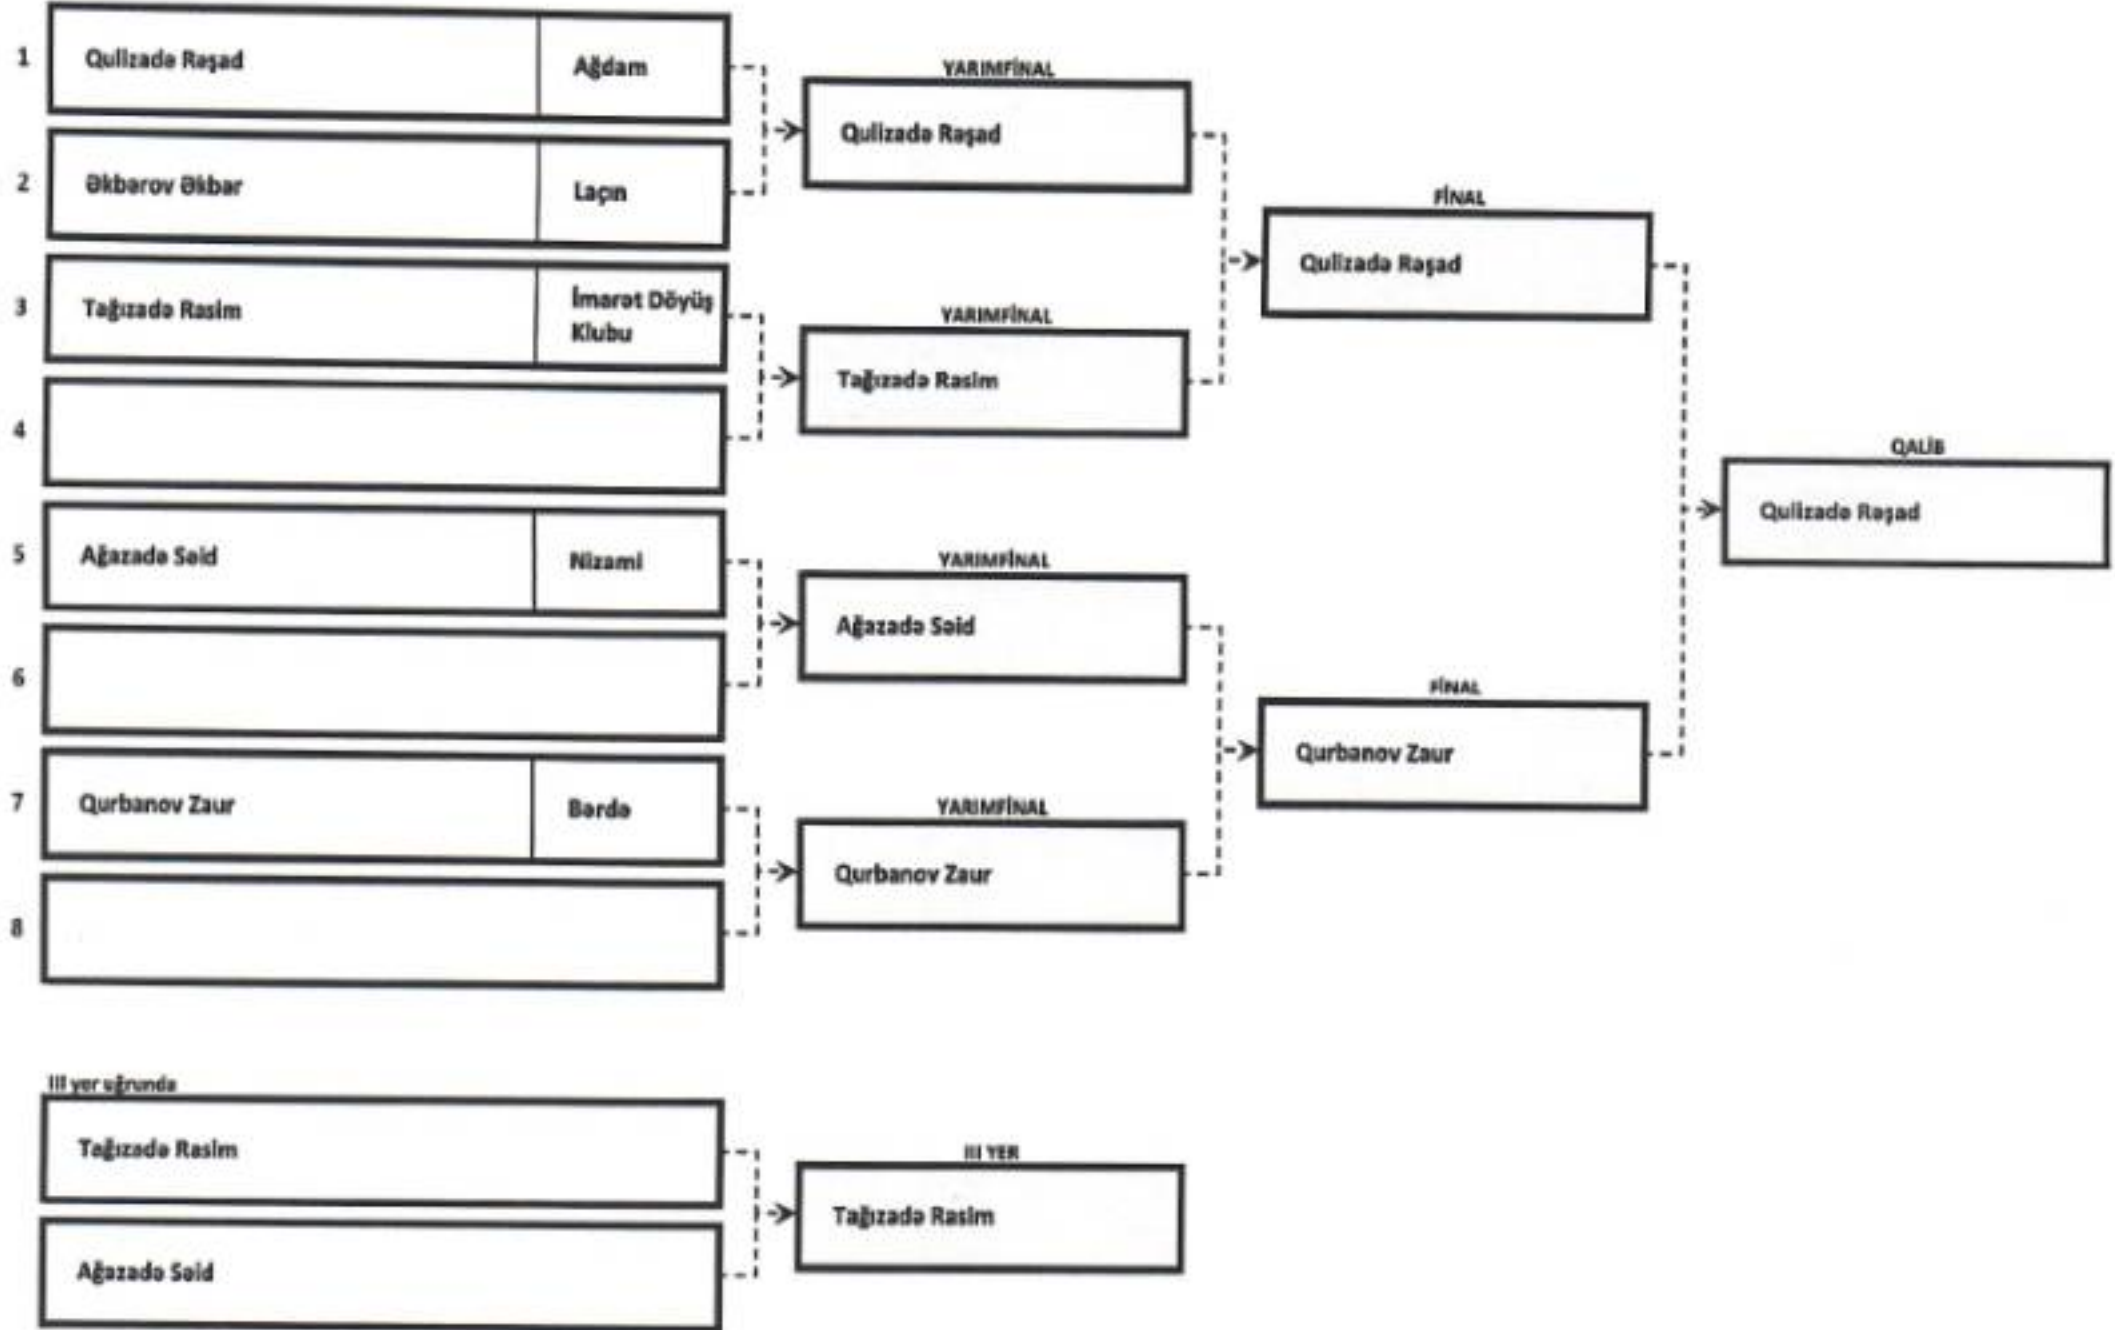 1 Qulizadə Rəşad Ağdam
2 Əkbərov Əkbər Laçın
3 Tağızadə Rasim İmarət Döyüş
Klubu
4
5 Ağazadə Səid Nizami
6
7 Qurbanov Zaur Bərdə
8
YARIMFİNAL
Qulizadə Rəşad
YARIMFİNAL
Tağızadə Rasim
YARIMFİNAL
Ağazadə Səid
YARIMFİNAL
Qurbanov Zaur
FİNAL
Qulizadə Rəşad
FİNAL
Qurbanov Zaur
QALİB
Qulizadə Rəşad
III yer uğrunda
Tağızadə Rasim
Ağazadə Səid
III YER
Tağızadə Rasim